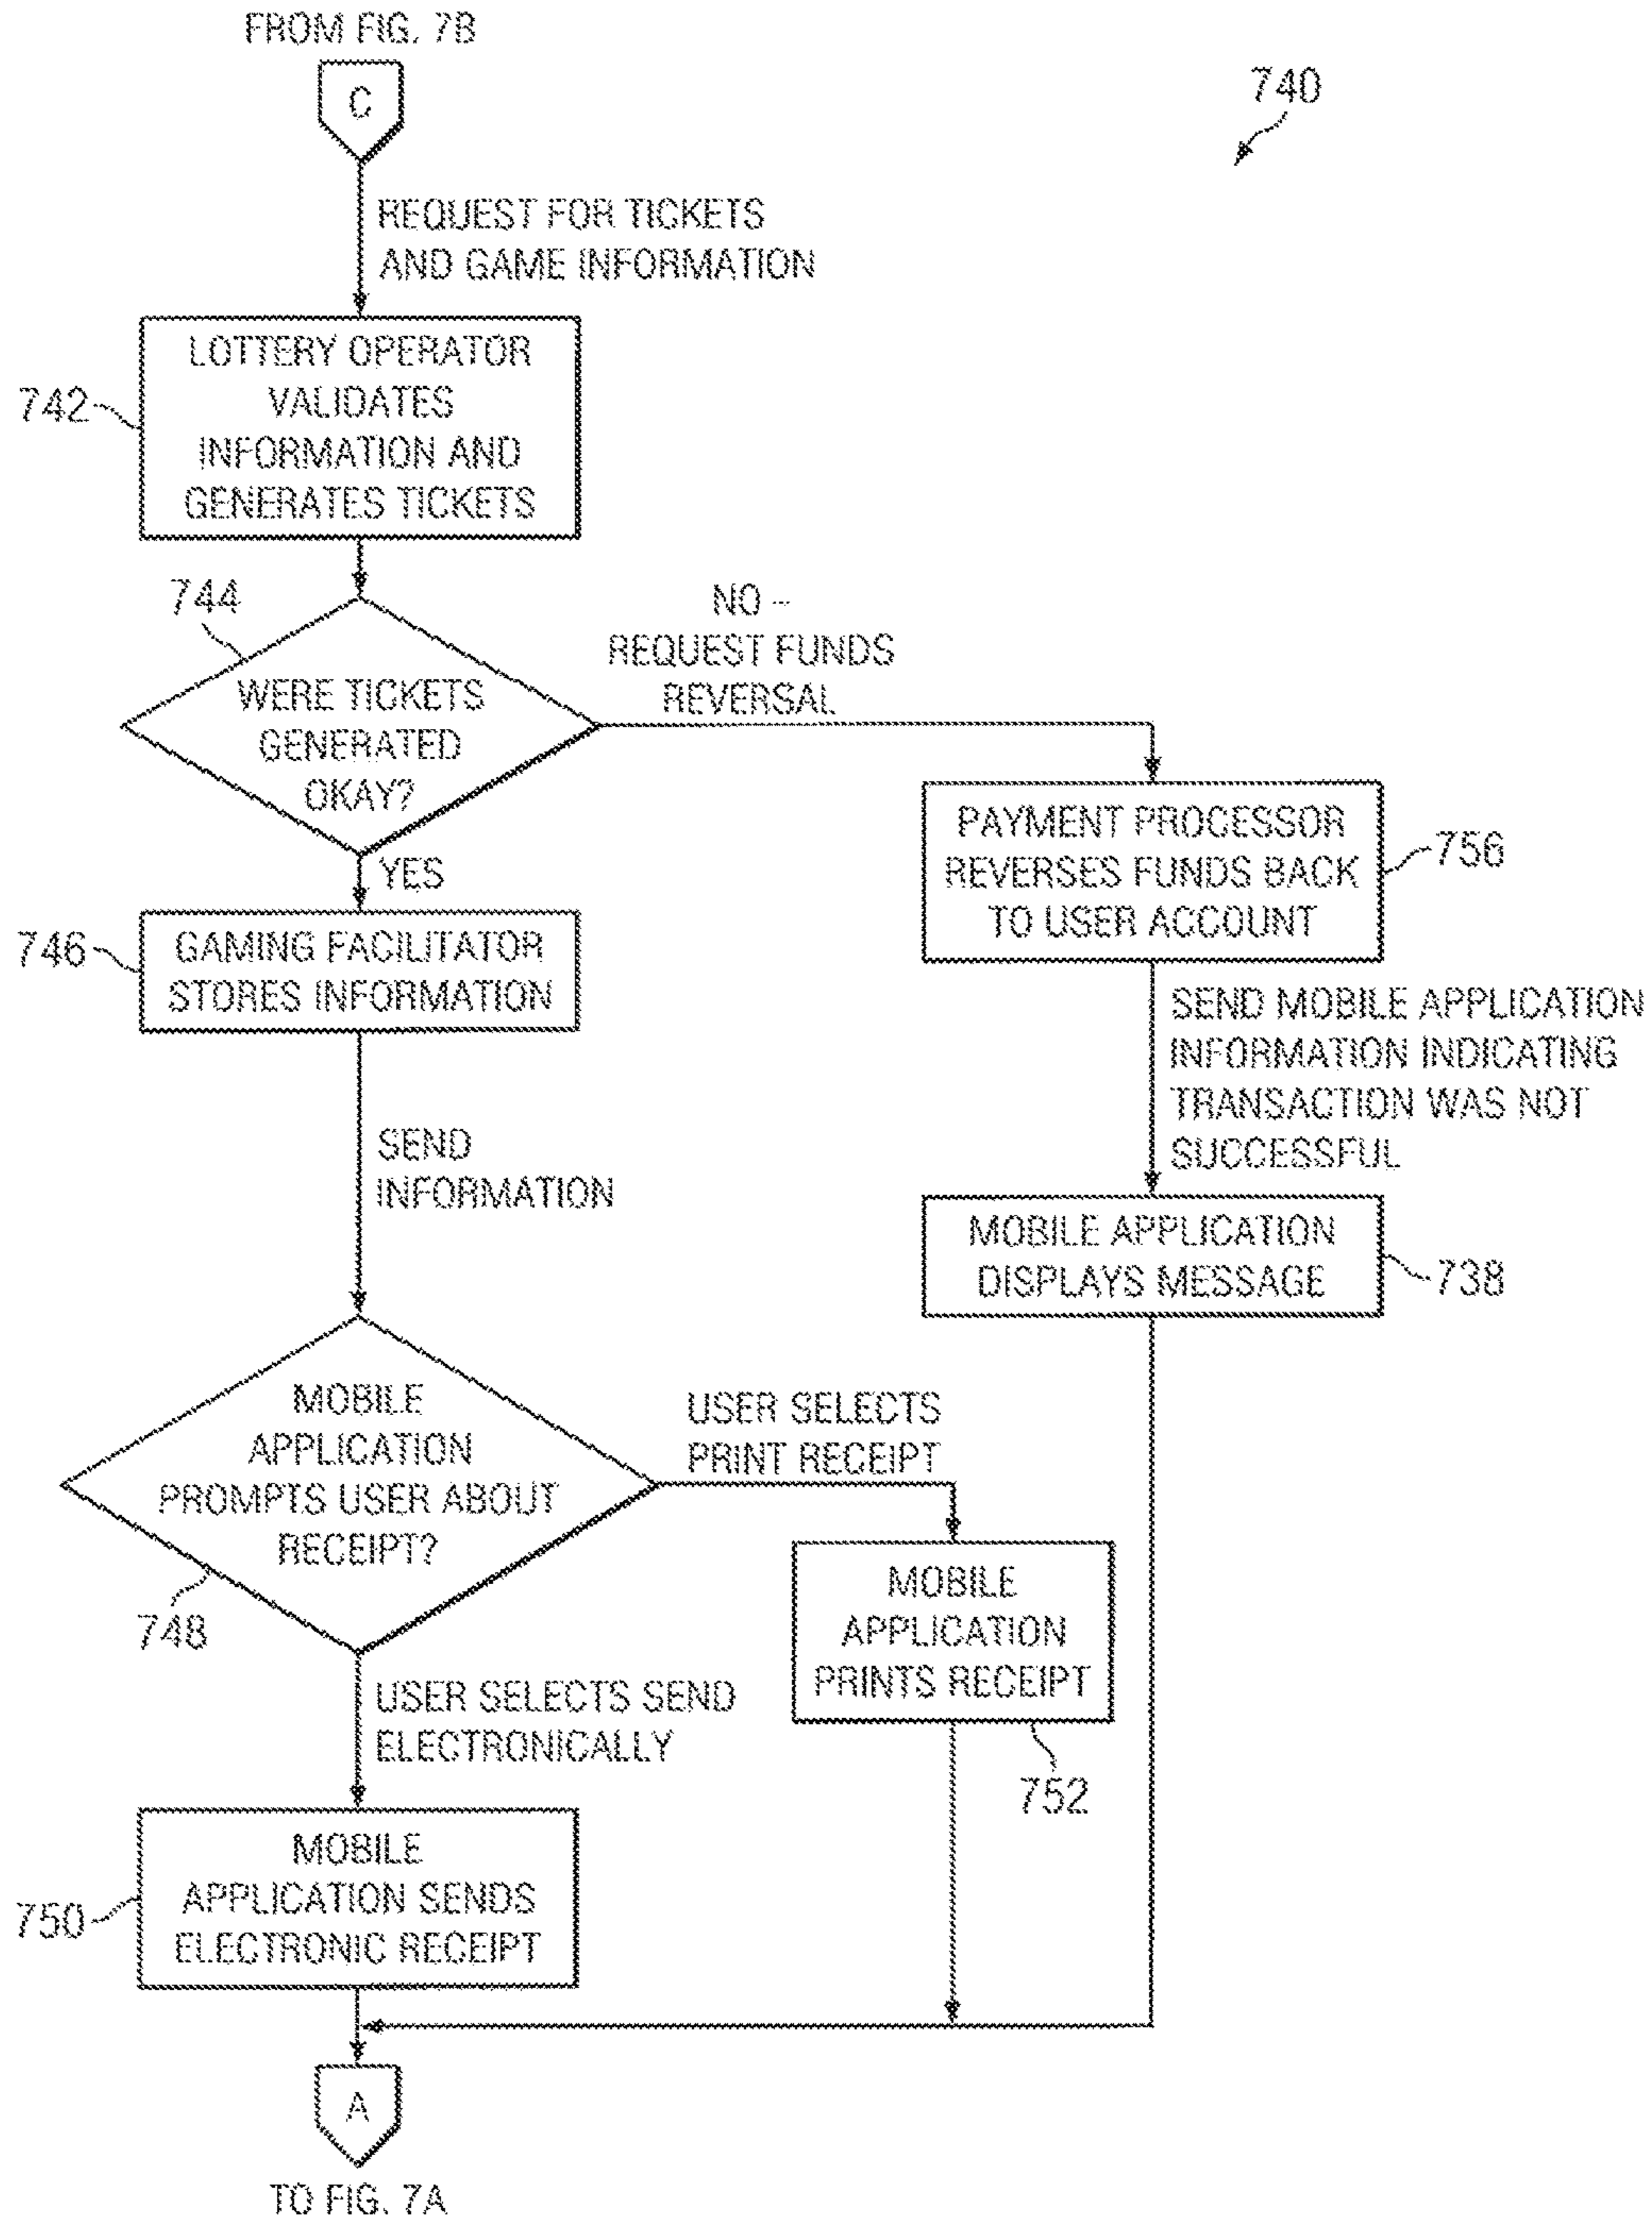 FROM FIG. 7B
C
740
REQUEST FOR TICKETS
AND GAME INFORMATION
742
LOTTERY OPERATOR
VALIDATES
INFORMATION AND
GENERATES TICKETS
744
WERE TICKETS
GENERATED
OKAY?
NO –
REQUEST FUNDS
REVERSAL
YES
PAYMENT PROCESSOR
REVERSES FUNDS BACK
TO USER ACCOUNT
756
746
GAMING FACILITATOR
STORES INFORMATION
SEND MOBILE APPLICATION
INFORMATION INDICATING
TRANSACTION WAS NOT
SUCCESSFUL
SEND
INFORMATION
MOBILE APPLICATION
DISPLAYS MESSAGE
738
MOBILE
APPLICATION
PROMPTS USER ABOUT
RECEIPT?
748
USER SELECTS
PRINT RECEIPT
MOBILE
APPLICATION
PRINTS RECEIPT
752
USER SELECTS SEND
ELECTRONICALLY
750
MOBILE
APPLICATION SENDS
ELECTRONIC RECEIPT
A
TO FIG. 7A